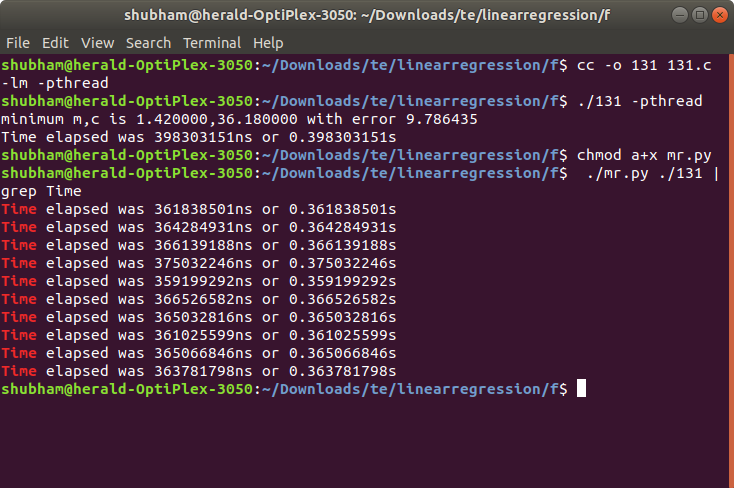 shubham@herald-OptiPlex-3050: ~/Downloads/te/linearregression/f
File Edit View Search Terminal Help
shubham@herald-OptiPlex-3050:~/Downloads/te/linearregression/f$ cc -o 131 131.c
-lm -pthread
shubham@herald-OptiPlex-3050:~/Downloads/te/linearregression/f$ ./131 -pthread
minimum m,c is 1.420000,36.180000 with error 9.786435
Time elapsed was 398303151ns or 0.398303151s
shubham@herald-OptiPlex-3050:~/Downloads/te/linearregression/f$ chmod a+x mr.py
shubham@herald-OptiPlex-3050:~/Downloads/te/linearregression/f$  ./mr.py ./131 |
grep Time
Time elapsed was 361838501ns or 0.361838501s
Time elapsed was 364284931ns or 0.364284931s
Time elapsed was 366139188ns or 0.366139188s
Time elapsed was 375032246ns or 0.375032246s
Time elapsed was 359199292ns or 0.359199292s
Time elapsed was 366526582ns or 0.366526582s
Time elapsed was 365032816ns or 0.365032816s
Time elapsed was 361025599ns or 0.361025599s
Time elapsed was 365066846ns or 0.365066846s
Time elapsed was 363781798ns or 0.363781798s
shubham@herald-OptiPlex-3050:~/Downloads/te/linearregression/f$